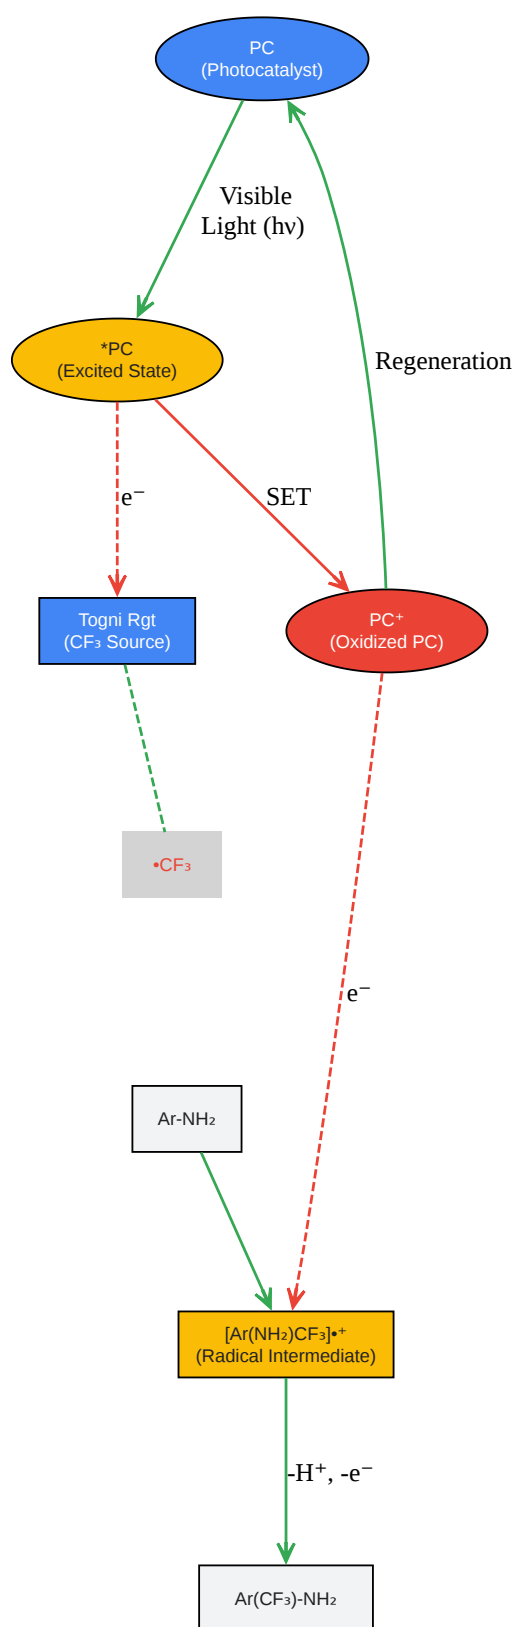 PC
(Photocatalyst)
Visible
Light (hν)
*PC
(Excited State)
Regeneration
e⁻
SET
Togni Rgt
(CF₃ Source)
PC⁺
(Oxidized PC)
•CF₃
e⁻
Ar-NH₂
[Ar(NH₂)CF₃]•⁺
(Radical Intermediate)
-H⁺, -e⁻
Ar(CF₃)-NH₂